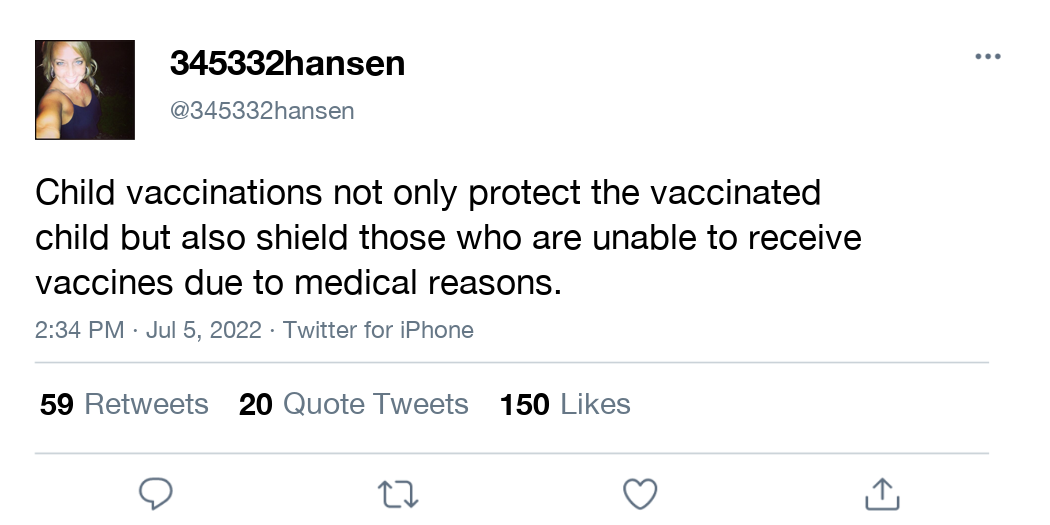 345332hansen
@345332hansen
Child vaccinations not only protect the vaccinated
child but also shield those who are unable to receive
vaccines due to medical reasons.
2:34 PM · Jul 5, 2022 · Twitter for iPhone
59 Retweets 20 Quote Tweets 150 Likes